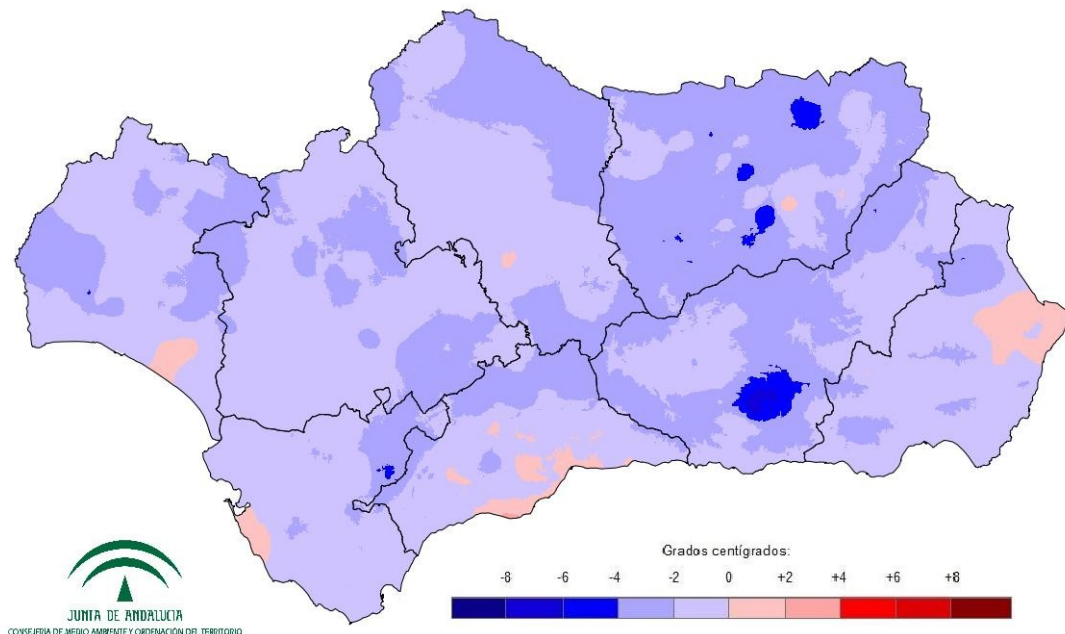 Grados centígrados:
-8 -6 -4 -2 0 +2 +4 +6 +8
JUNTA DE ANDALUCIA
CONSEJERÍA DE MEDIO AMBIENTE Y ORDENACIÓN DEL TERRITORIO